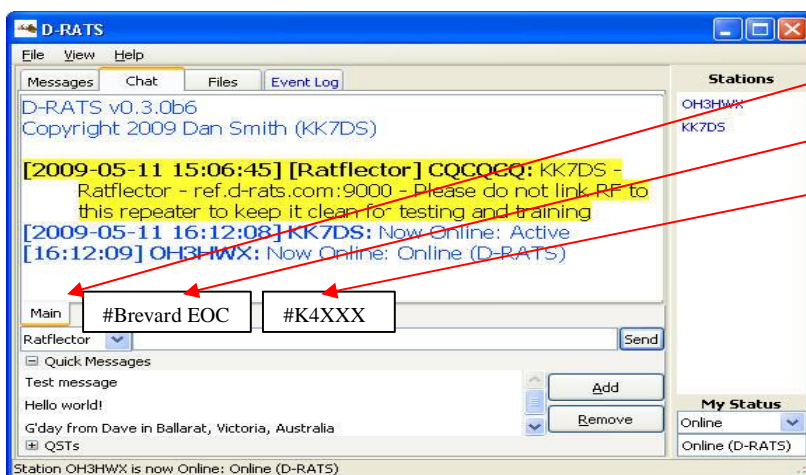 D-RATS
File View Help
Messages Chat Files Event Log
Stations
OH3HWX
KK7DS
D-RATS v0.3.0b6
Copyright 2009 Dan Smith (KK7DS)
[2009-05-11 15:06:45] [Ratflector] CQCQCQ: KK7DS -
Ratflector - ref.d-rats.com:9000 - Please do not link RF to
this repeater to keep it clean for testing and training
[2009-05-11 16:12:08] KK7DS: Now Online: Active
[16:12:09] OH3HWX: Now Online: Online (D-RATS)
Main #Brevard EOC #K4XXX
Ratflector Send
Quick Messages
Test message
Hello world!
G'day from Dave in Ballarat, Victoria, Australia
Add
Remove
QSTs
My Status
Online
Online (D-RATS)
Station OH3HWX is now Online: Online (D-RATS)